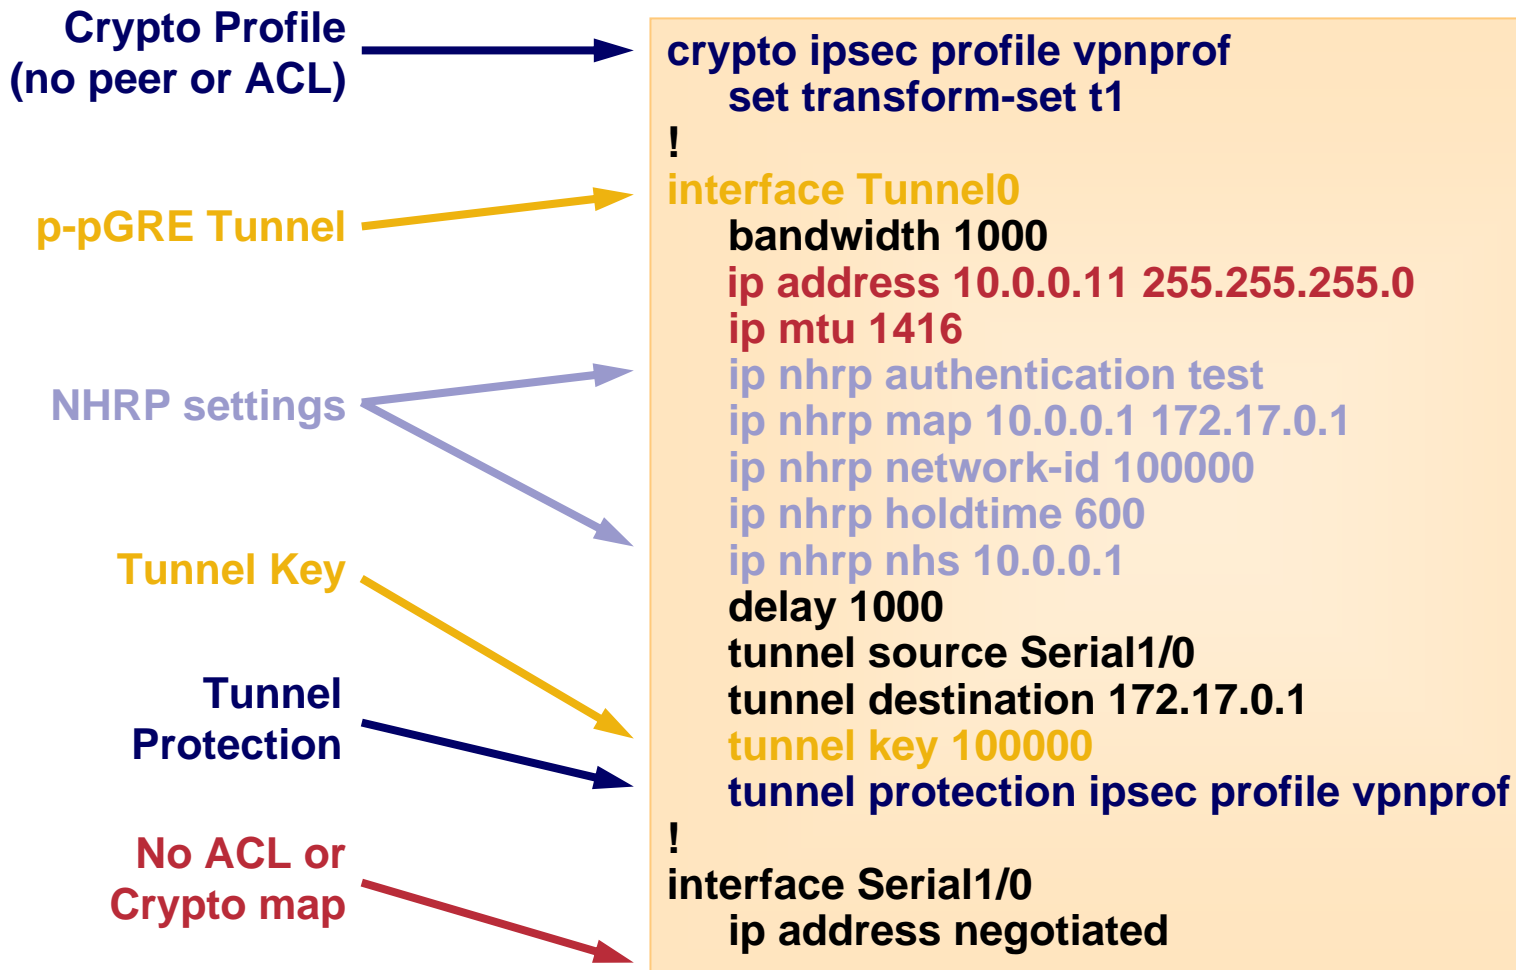 Crypto Profile
(no peer or ACL)
p-pGRE Tunnel
NHRP settings
Tunnel Key
Tunnel
Protection
No ACL or
Crypto map
crypto ipsec profile vpnprof
set transform-set t1
!
interface Tunnel0
bandwidth 1000
ip address 10.0.0.11 255.255.255.0
ip mtu 1416
ip nhrp authentication test
ip nhrp map 10.0.0.1 172.17.0.1
ip nhrp network-id 100000
ip nhrp holdtime 600
ip nhrp nhs 10.0.0.1
delay 1000
tunnel source Serial1/0
tunnel destination 172.17.0.1
tunnel key 100000
tunnel protection ipsec profile vpnprof
!
interface Serial1/0
ip address negotiated